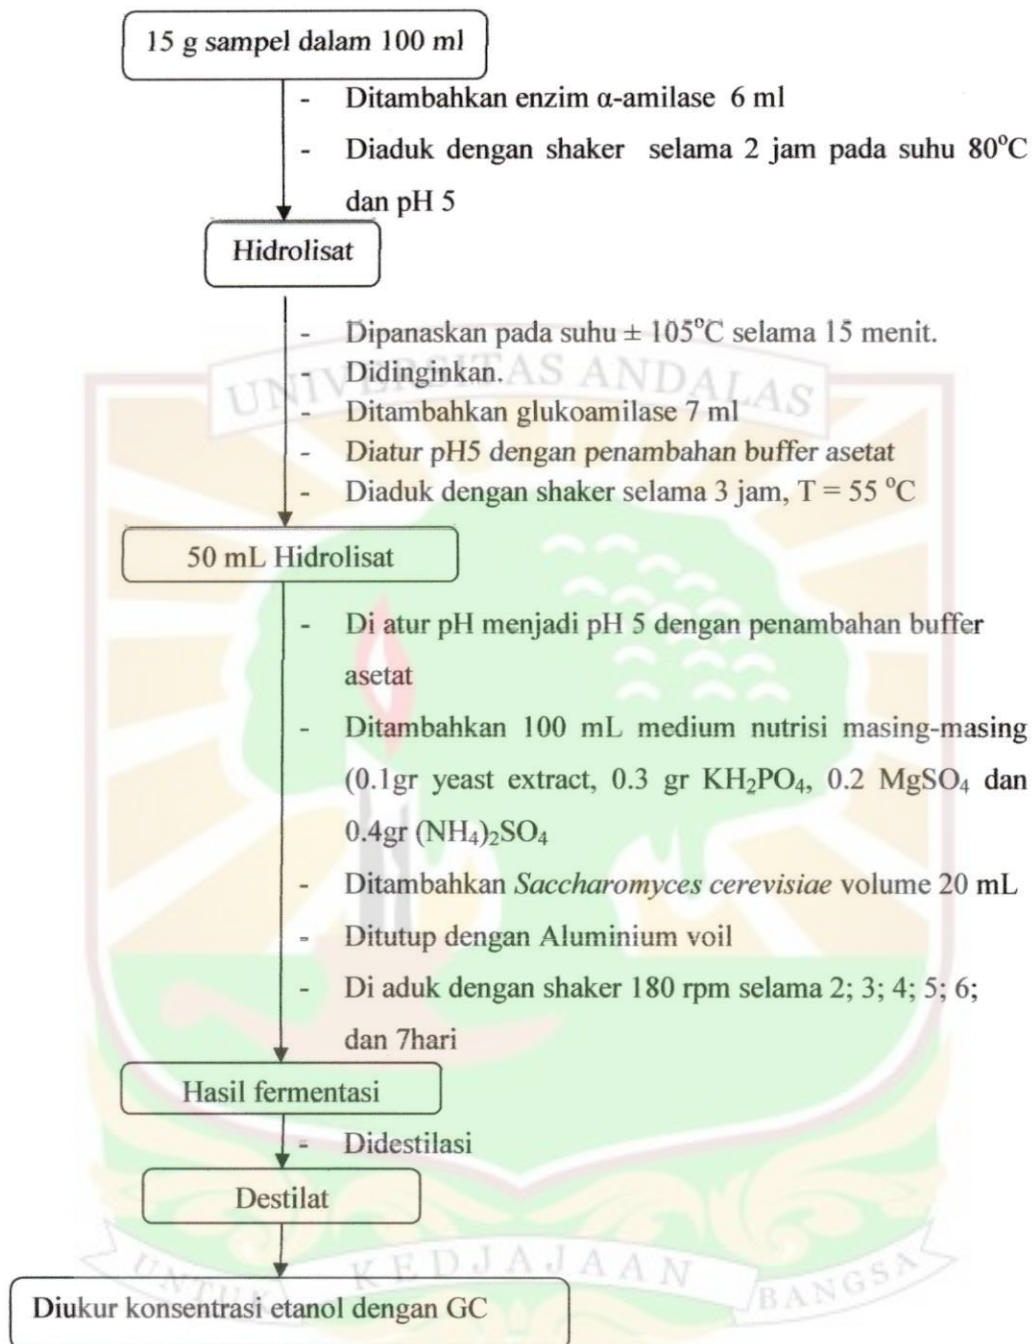 15 g sampel dalam 100 ml
- Ditambahkan enzim α-amilase 6 ml
- Diaduk dengan shaker selama 2 jam pada suhu 80°C
dan pH 5
Hidrolisat
- Dipanaskan pada suhu ± 105°C selama 15 menit.
- Didinginkan.
- Ditambahkan glukoamilase 7 ml
- Diatur pH5 dengan penambahan buffer asetat
- Diaduk dengan shaker selama 3 jam, T = 55 °C
UNIVERSITAS ANDALAS
50 mL Hidrolisat
- Di atur pH menjadi pH 5 dengan penambahan buffer
asetat
- Ditambahkan 100 mL medium nutrisi masing-masing
(0.1gr yeast extract, 0.3 gr KH₂PO₄, 0.2 MgSO₄ dan
0.4gr (NH₄)₂SO₄
- Ditambahkan Saccharomyces cerevisiae volume 20 mL
- Ditutup dengan Aluminium voil
- Di aduk dengan shaker 180 rpm selama 2; 3; 4; 5; 6;
dan 7hari
Hasil fermentasi
- Didestilasi
Destilat
UNTUK KEDJAJAAN BANGSA
Diukur konsentrasi etanol dengan GC